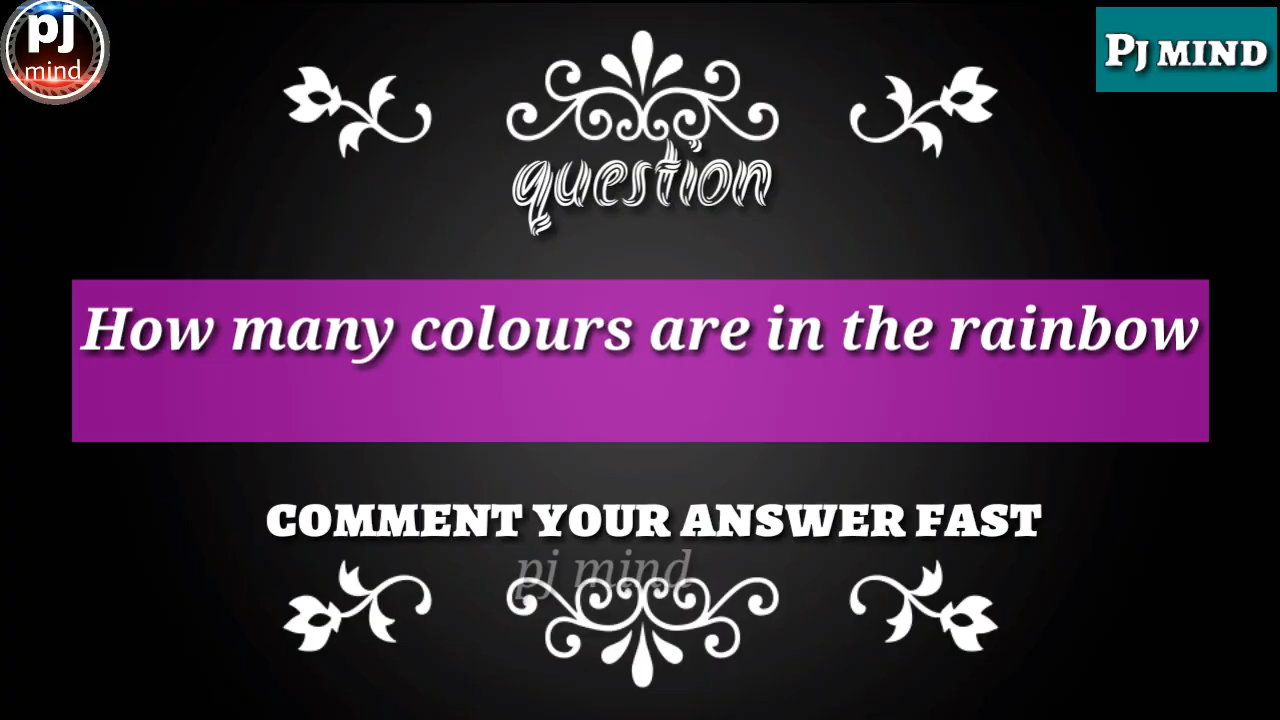 pj
mind
PJ MIND
question
How many colours are in the rainbow
COMMENT YOUR ANSWER FAST
pj mind